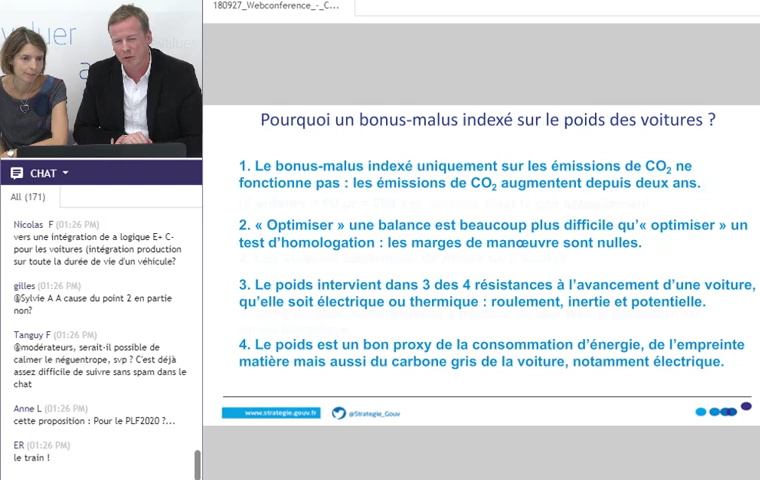 180927_Webconference_-_C...
valuer
a
value
CHAT
All (171)
Nicolas F (01:26 PM)
vers une intégration de a logique E+ C-
pour les voitures (intégration production
sur toute la durée de vie d'un véhicule?
gilles (01:26 PM)
@Sylvie A A cause du point 2 en partie
non?
Tanguy F (01:26 PM)
@modérateurs, serait-il possible de
calmer le néguentrope, svp ? C'est déjà
assez difficile de suivre sans spam dans le
chat
Anne L (01:26 PM)
cette proposition : Pour le PLF2020 ?...
ER (01:26 PM)
le train !
Pourquoi un bonus-malus indexé sur le poids des voitures ?
1. Le bonus-malus indexé uniquement sur les émissions de CO2 ne
fonctionne pas : les émissions de CO2 augmentent depuis deux ans.
2. « Optimiser » une balance est beaucoup plus difficile qu'« optimiser » un
test d'homologation : les marges de manœuvre sont nulles.
3. Le poids intervient dans 3 des 4 résistances à l'avancement d'une voiture,
qu'elle soit électrique ou thermique : roulement, inertie et potentielle.
4. Le poids est un bon proxy de la consommation d'énergie, de l'empreinte
matière mais aussi du carbone gris de la voiture, notamment électrique.
www.strategie.gouv.fr
@Strategie_Gouv